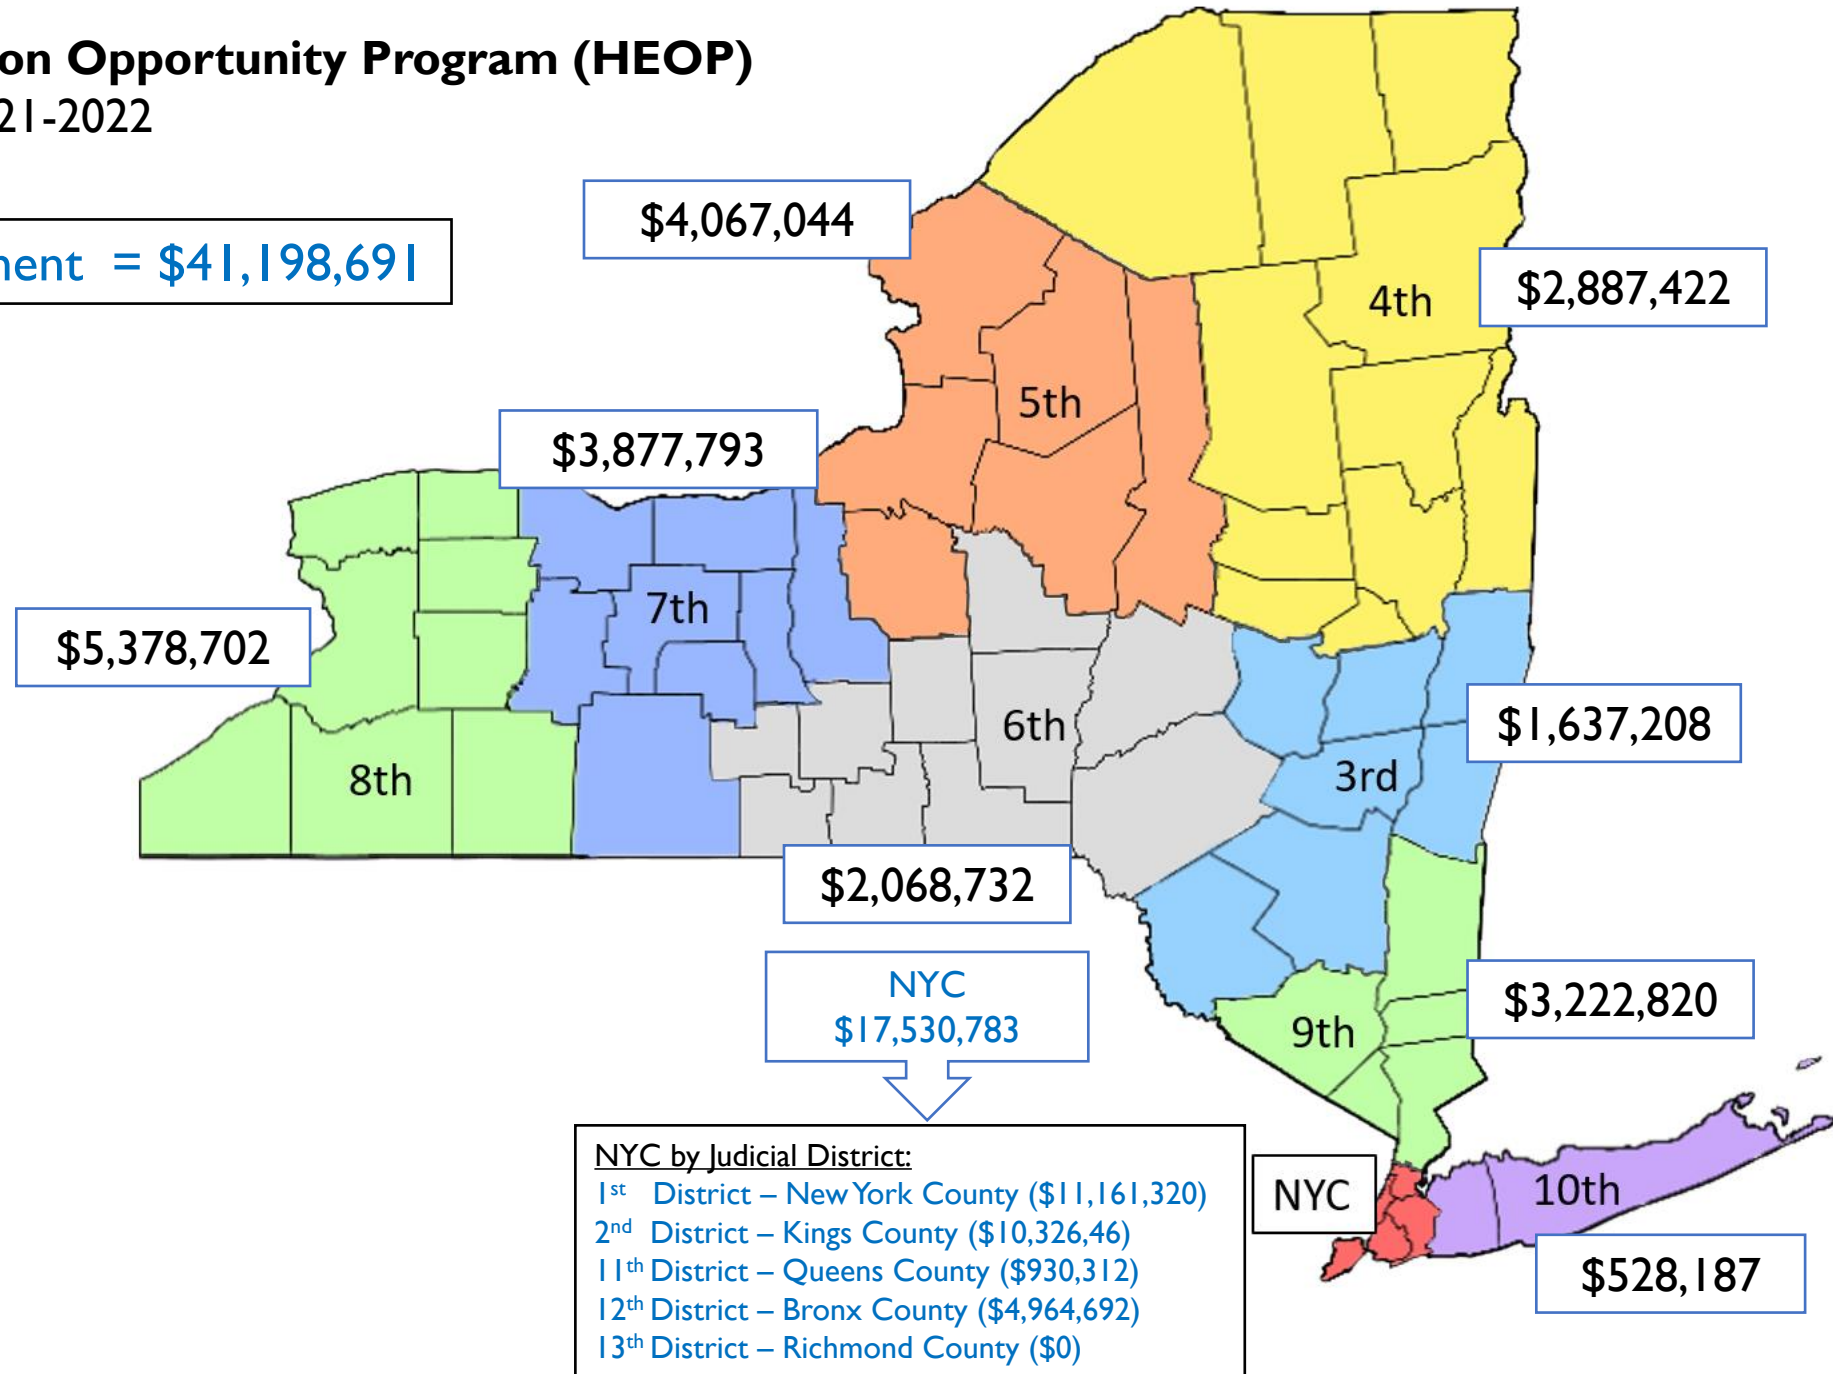 on Opportunity Program (HEOP)
21-2022
$4,067,044
ment = $41,198,691
$2,887,422
4th
5th
$3,877,793
7th
$5,378,702
$1,637,208
6th
3rd
8th
$2,068,732
NYC
$17,530,783
$3,222,820
9th
NYC by Judicial District:
1st District – New York County ($11,161,320)
2nd District – Kings County ($10,326,46)
11th District – Queens County ($930,312)
12th District – Bronx County ($4,964,692)
13th District – Richmond County ($0)
NYC
10th
$528,187